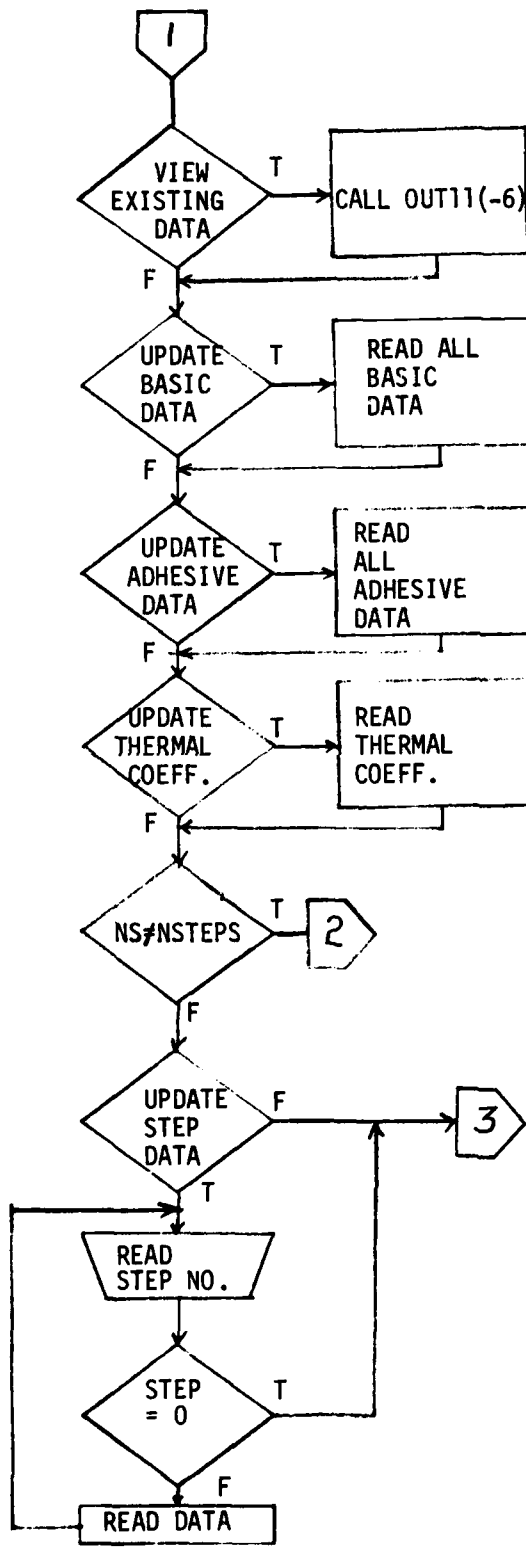 1
VIEW
EXISTING
DATA
T
CALL OUT11(-6)
F
UPDATE
BASIC
DATA
T
READ ALL
BASIC
DATA
F
UPDATE
ADHESIVE
DATA
T
READ
ALL
ADHESIVE
DATA
F
UPDATE
THERMAL
COEFF.
T
READ
THERMAL
COEFF.
F
NS≠NSTEPS
T
2
F
UPDATE
STEP
DATA
F
3
T
READ
STEP NO.
STEP
= 0
T
F
READ DATA